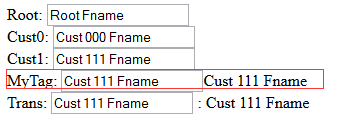 Root: Root Fname
Cust0: Cust 000 Fname
Cust1: Cust 111 Fname
MyTag: Cust 111 Fname Cust 111 Fname
Trans: Cust 111 Fname : Cust 111 Fname